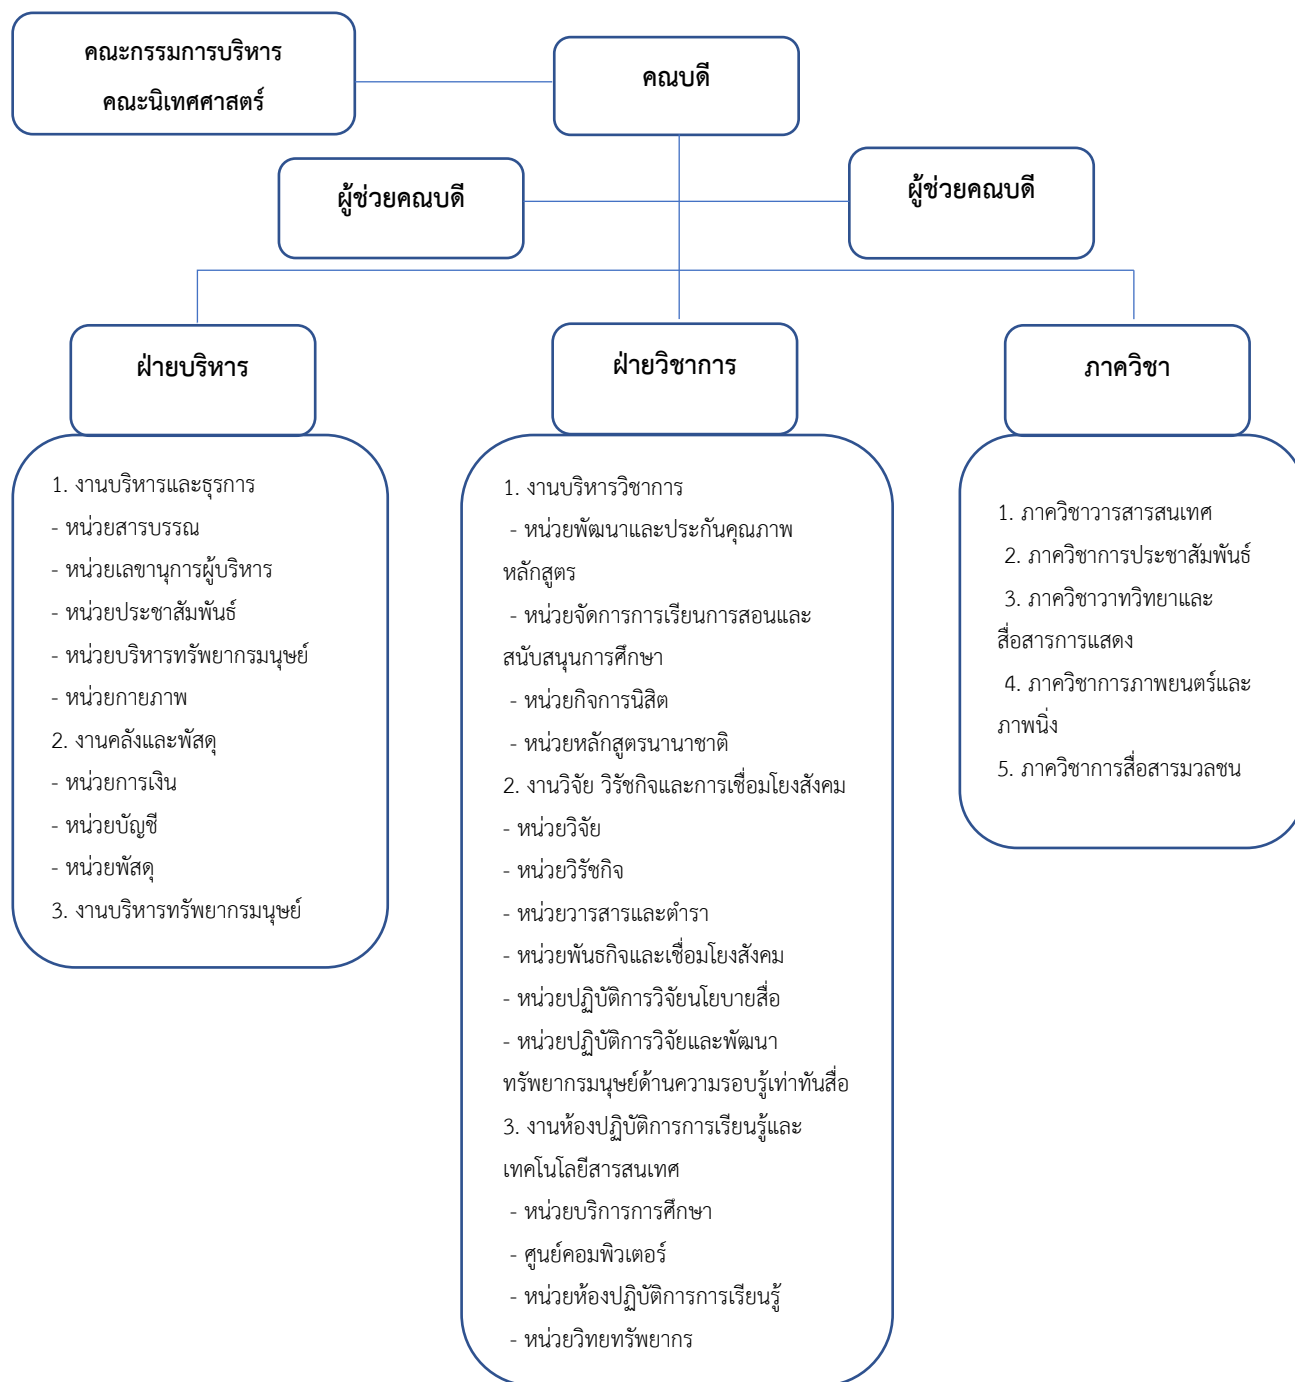 คณะกรรมการบริหาร
คณะนิเทศศาสตร์
คณบดี
ผู้ช่วยคณบดี
ผู้ช่วยคณบดี
ฝ่ายบริหาร
1. งานบริหารและธุรการ
- หน่วยสารบรรณ
- หน่วยเลขานุการผู้บริหาร
- หน่วยประชาสัมพันธ์
- หน่วยบริหารทรัพยากรมนุษย์
- หน่วยกายภาพ
2. งานคลังและพัสดุ
- หน่วยการเงิน
- หน่วยบัญชี
- หน่วยพัสดุ
3. งานบริหารทรัพยากรมนุษย์
ฝ่ายวิชาการ
1. งานบริหารวิชาการ
- หน่วยพัฒนาและประกันคุณภาพ
หลักสูตร
- หน่วยจัดการการเรียนการสอนและ
สนับสนุนการศึกษา
- หน่วยกิจการนิสิต
- หน่วยหลักสูตรนานาชาติ
2. งานวิจัย วิรัชกิจและการเชื่อมโยงสังคม
- หน่วยวิจัย
- หน่วยวิรัชกิจ
- หน่วยวารสารและตำรา
- หน่วยพันธกิจและเชื่อมโยงสังคม
- หน่วยปฏิบัติการวิจัยนโยบายสื่อ
- หน่วยปฏิบัติการวิจัยและพัฒนา
ทรัพยากรมนุษย์ด้านความรอบรู้เท่าทันสื่อ
3. งานห้องปฏิบัติการการเรียนรู้และ
เทคโนโลยีสารสนเทศ
- หน่วยบริการการศึกษา
- ศูนย์คอมพิวเตอร์
- หน่วยห้องปฏิบัติการการเรียนรู้
- หน่วยวิทยทรัพยากร
ภาควิชา
1. ภาควิชาวารสารสนเทศ
2. ภาควิชาการประชาสัมพันธ์
3. ภาควิชาวาทวิทยาและ
สื่อสารการแสดง
4. ภาควิชาการภาพยนตร์และ
ภาพนิ่ง
5. ภาควิชาการสื่อสารมวลชน